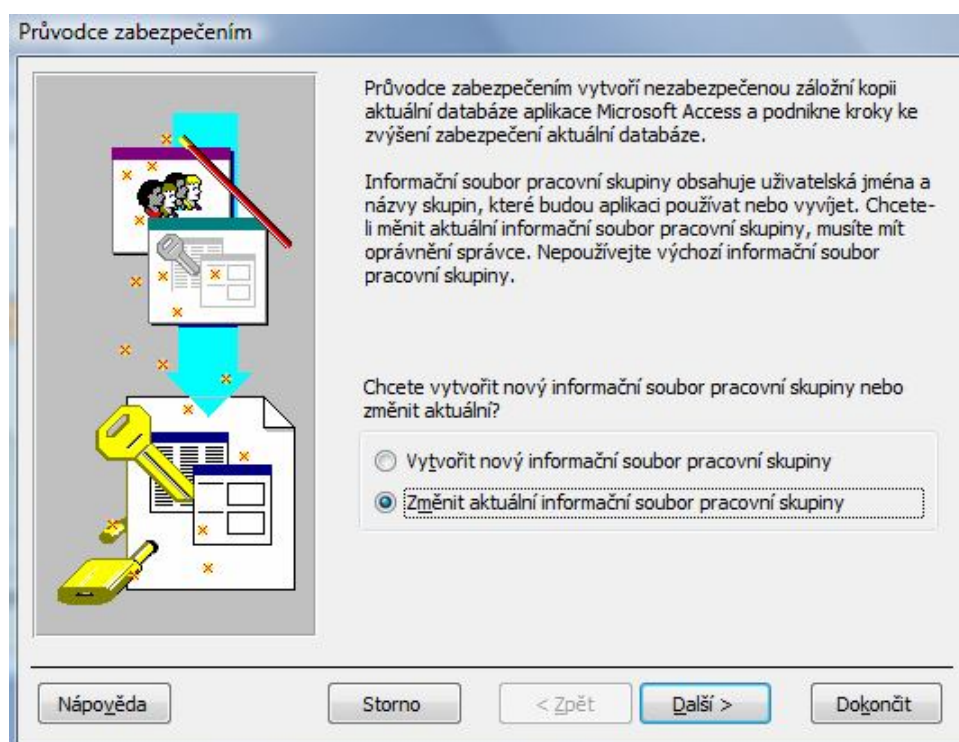 Průvodce zabezpečením
Průvodce zabezpečením vytvoří nezabezpečenou záložní kopii
aktuální databáze aplikace Microsoft Access a podnikne kroky ke
zvýšení zabezpečení aktuální databáze.
Informační soubor pracovní skupiny obsahuje uživatelská jména a
názvy skupin, které budou aplikaci používat nebo vyvíjet. Chcete-
li měnit aktuální informační soubor pracovní skupiny, musíte mít
oprávnění správce. Nepoužívejte výchozí informační soubor
pracovní skupiny.
Chcete vytvořit nový informační soubor pracovní skupiny nebo
změnit aktuální?
Vytvořit nový informační soubor pracovní skupiny
Změnit aktuální informační soubor pracovní skupiny
Nápověda
Storno
< Zpět
Další >
Dokončit